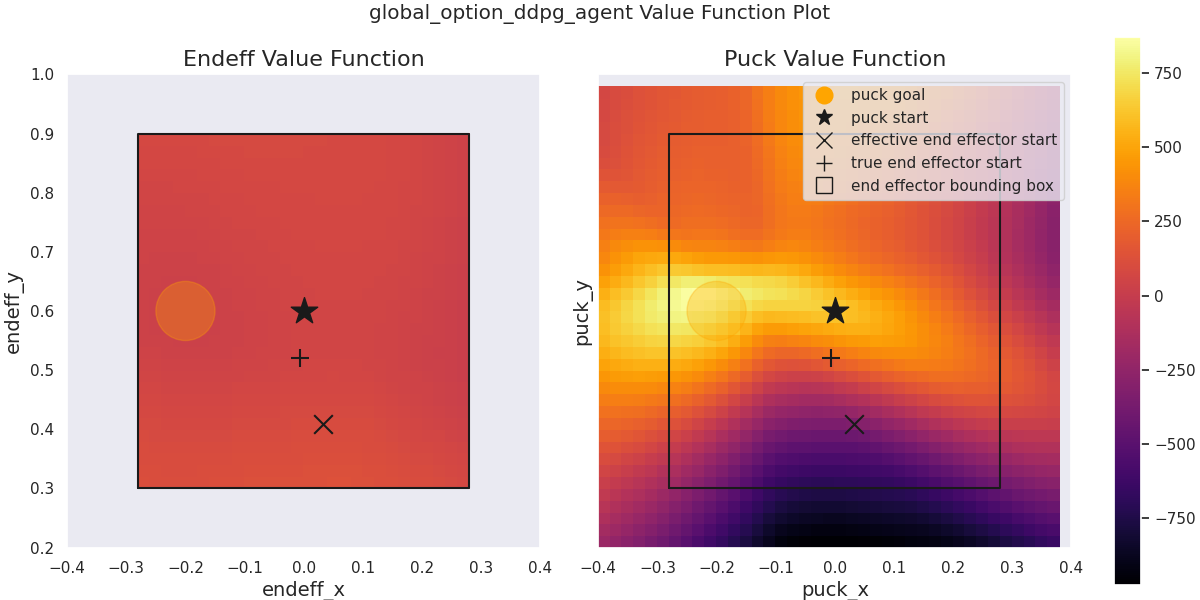 global_option_ddpg_agent Value Function Plot
Endeff Value Function
endeff_y
1.0
0.9
0.8
0.7
0.6
0.5
0.4
0.3
0.2
−0.4 −0.3 −0.2 −0.1 0.0 0.1 0.2 0.3 0.4
endeff_x
Puck Value Function
puck_y
puck goal
puck start
effective end effector start
true end effector start
end effector bounding box
−0.4 −0.3 −0.2 −0.1 0.0 0.1 0.2 0.3 0.4
puck_x
750
500
250
0
−250
−500
−750